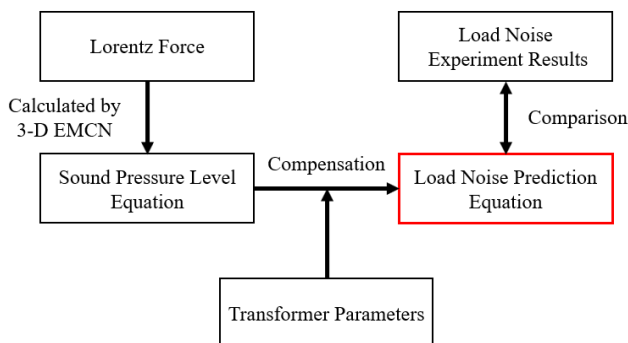 Lorentz Force
Load Noise
Experiment Results
Calculated by
3-D EMCN
Comparison
Compensation
Sound Pressure Level
Equation
Load Noise Prediction
Equation
Transformer Parameters